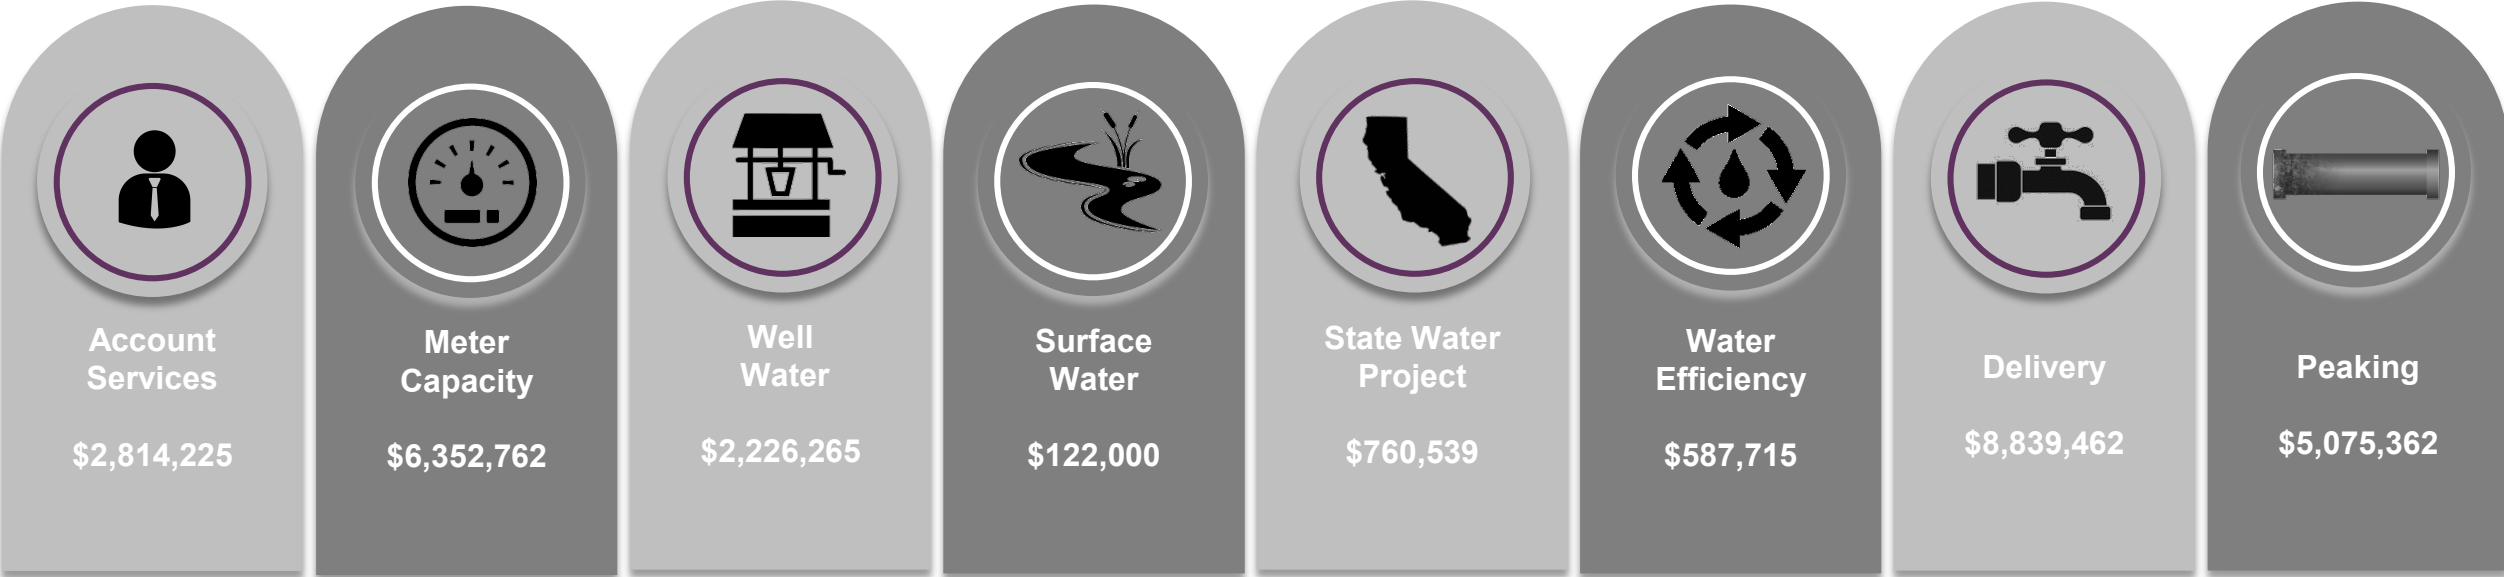 Account
Services
$2,814,225
Meter
Capacity
$6,352,762
Well
Water
$2,226,265
Surface
Water
$122,000
State Water
Project
$760,539
Water
Efficiency
$587,715
Delivery
$8,839,462
Peaking
$5,075,362